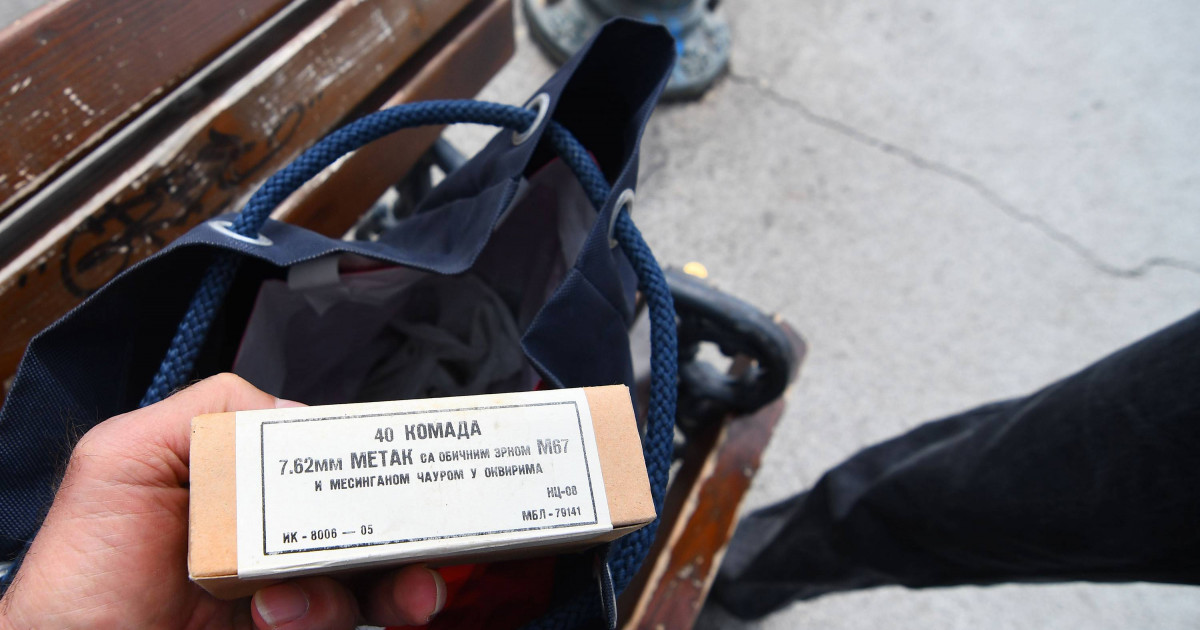 40 КОМАДА
7.62мм МЕТАК СА ОБИЧНИМ ЗРНОМ М67
И МЕСИНГАНОМ ЧАУРОМ У ОКВИРИМА
НЦ-08
ИК - 8006 — 05
МБЛ - 79141